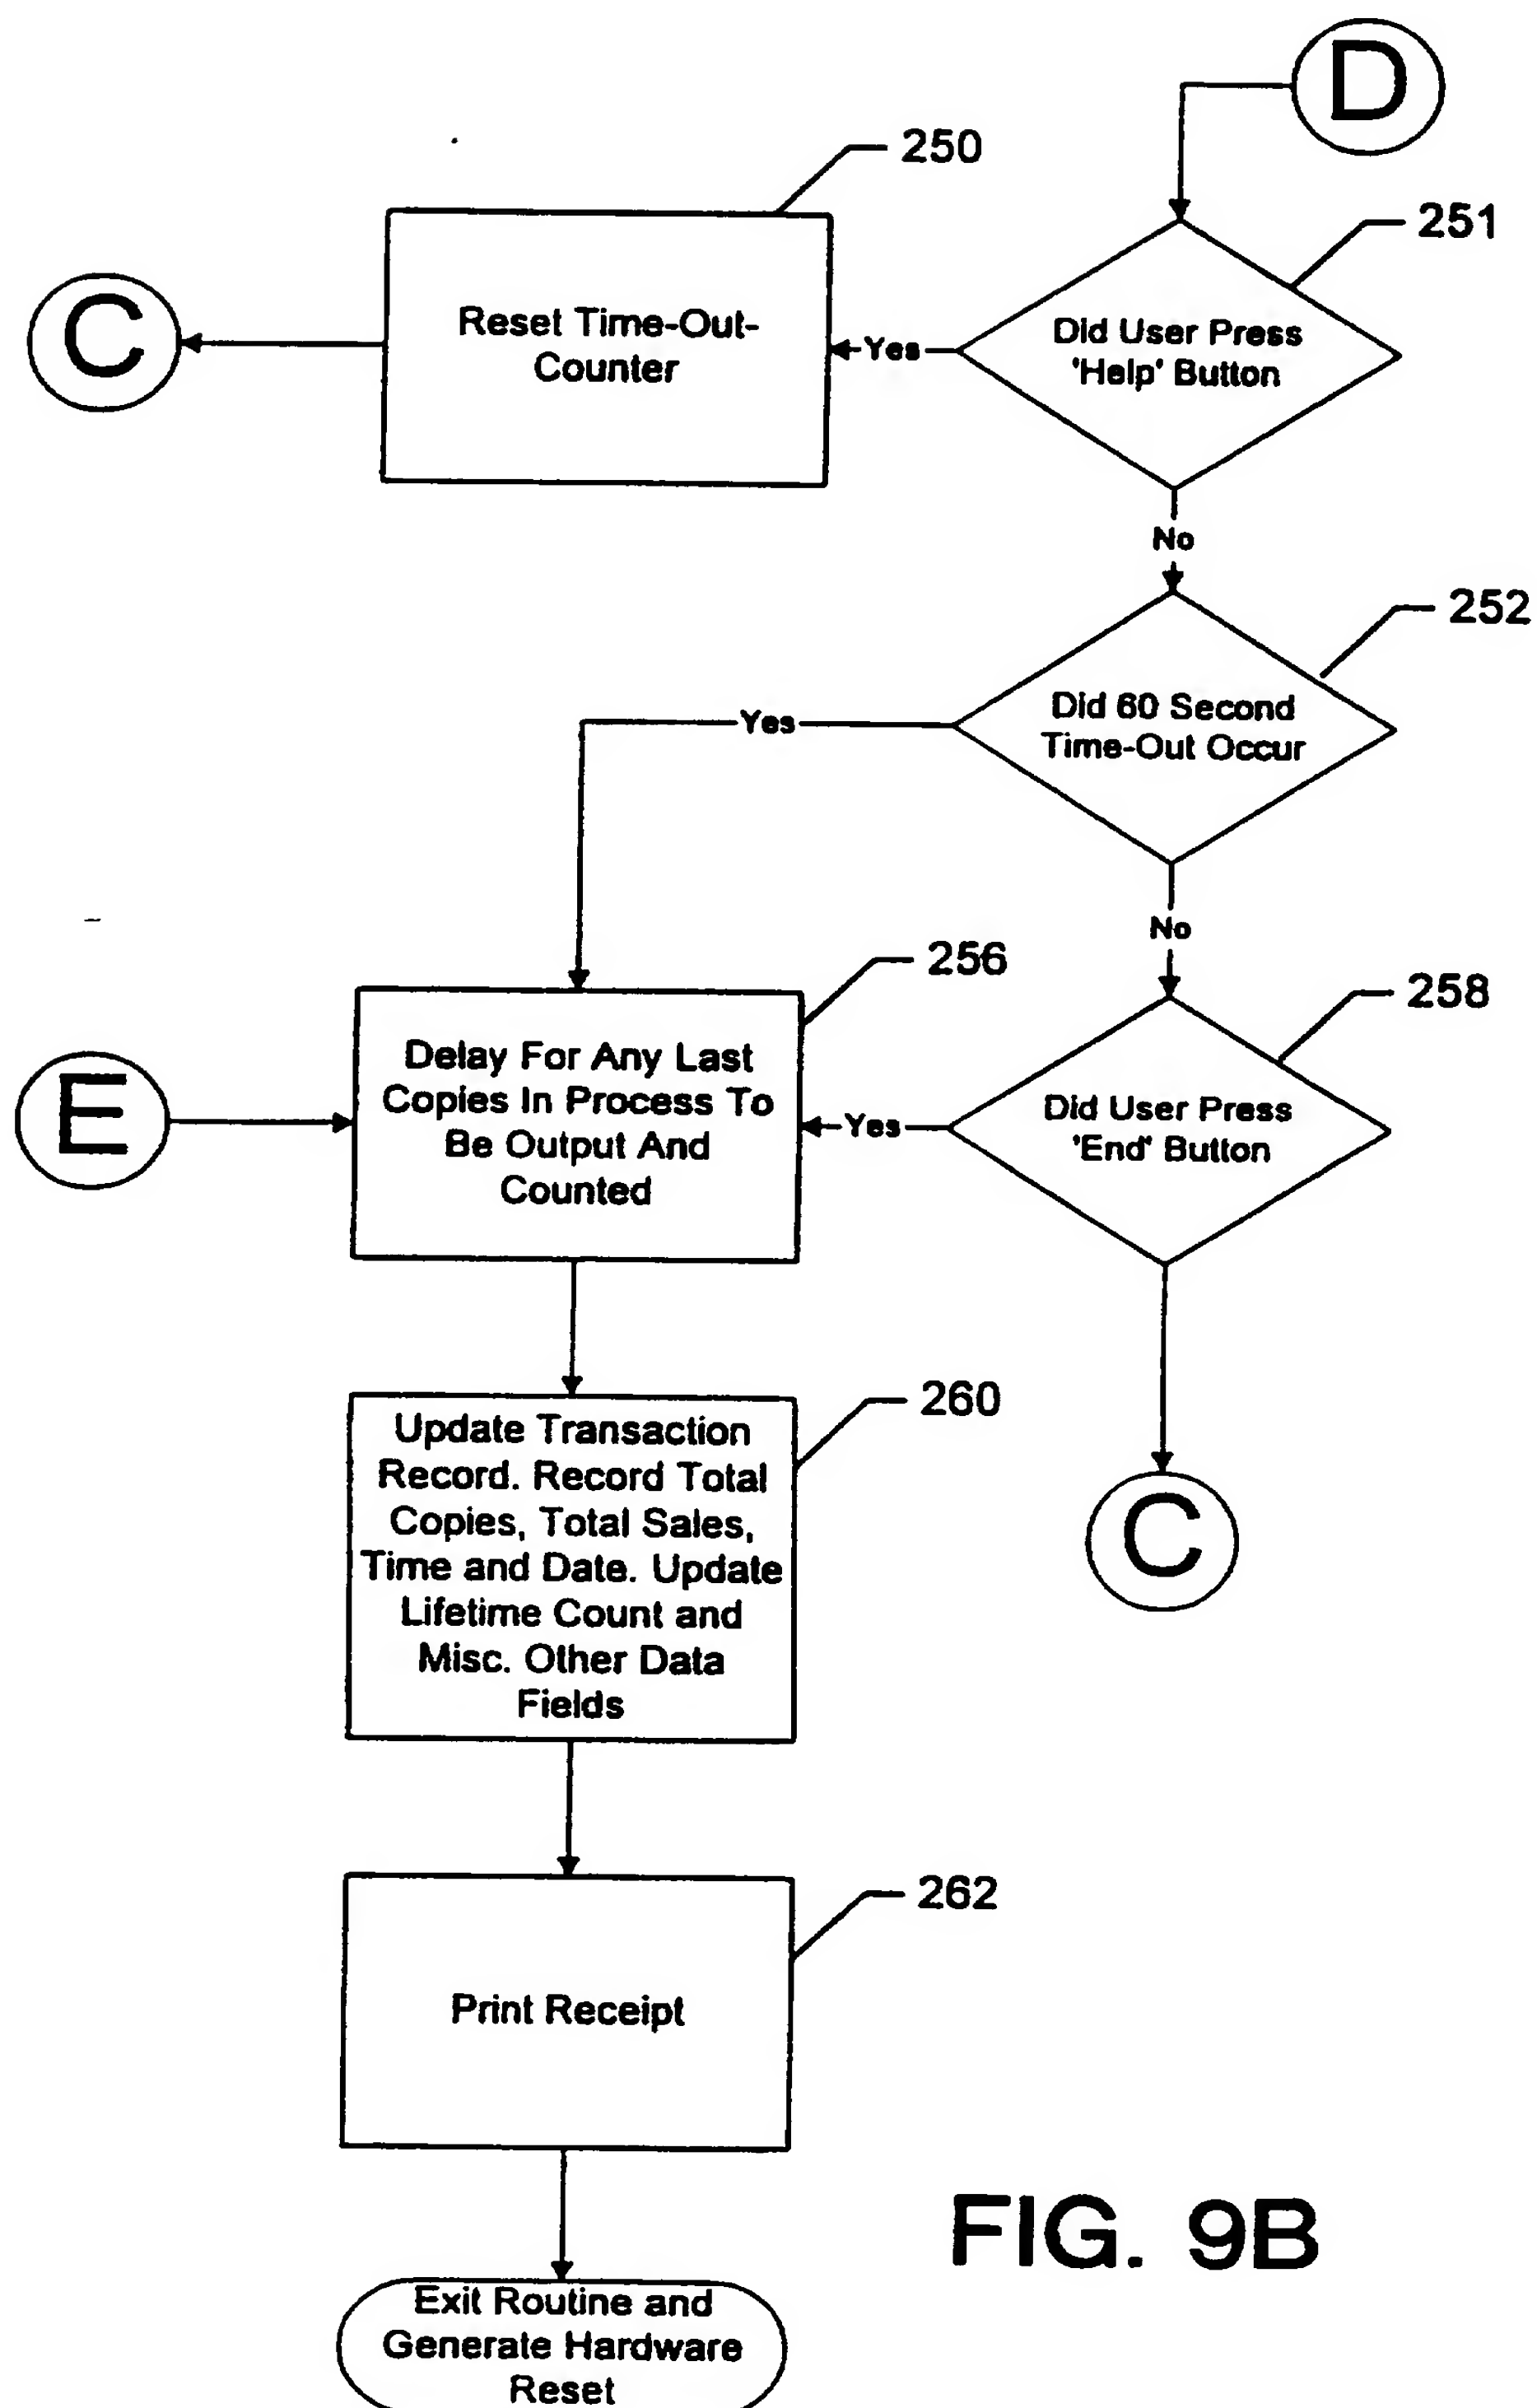 D
250
251
C
Reset Time-Out-
Counter
Yes
Did User Press
'Help' Button
No
252
Did 60 Second
Time-Out Occur
Yes
No
256
258
E
Delay For Any Last
Copies In Process To
Be Output And
Counted
Yes
Did User Press
'End' Button
260
Update Transaction
Record. Record Total
Copies, Total Sales,
Time and Date. Update
Lifetime Count and
Misc. Other Data
Fields
C
262
Print Receipt
FIG. 9B
Exit Routine and
Generate Hardware
Reset